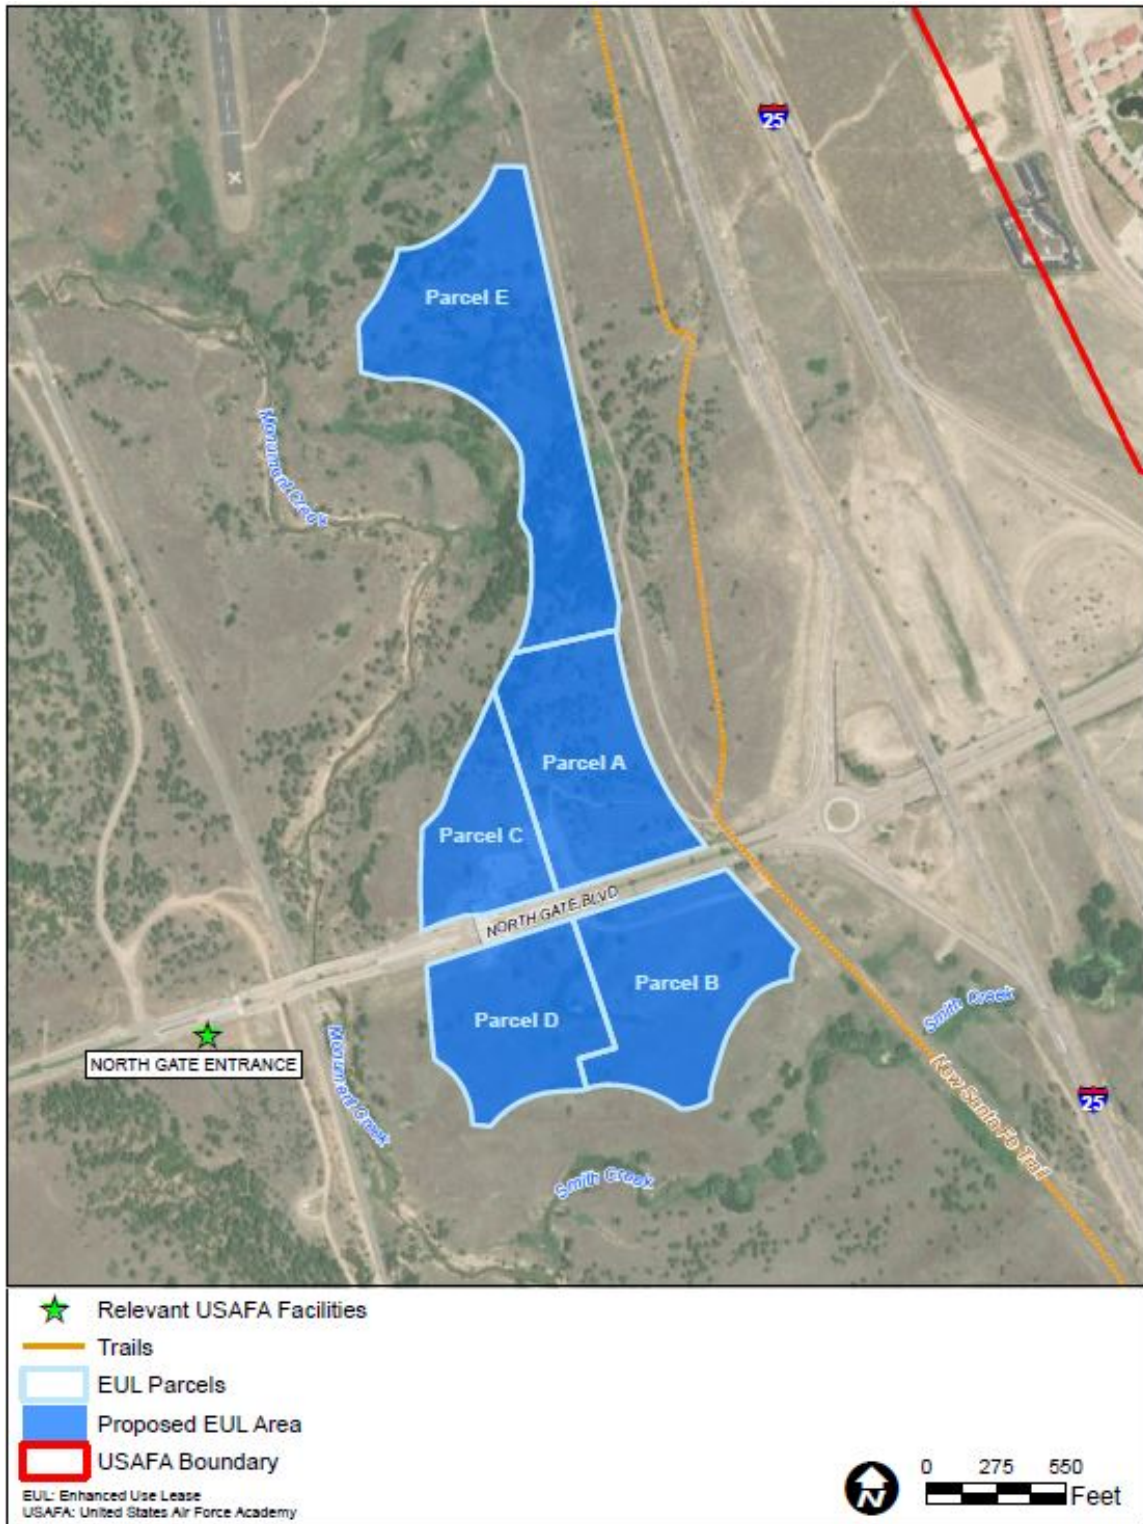 25
Parcel E
Monument Creek
Parcel A
Parcel C
NORTH GATE BLVD
Parcel B
Parcel D
Smith Creek
NORTH GATE ENTRANCE
Monument Creek
New Santa Fe Trail
25
Smith Creek
Relevant USAFA Facilities
Trails
EUL Parcels
Proposed EUL Area
USAFA Boundary
EUL: Enhanced Use Lease
USAFA: United States Air Force Academy
N
0 275 550
Feet